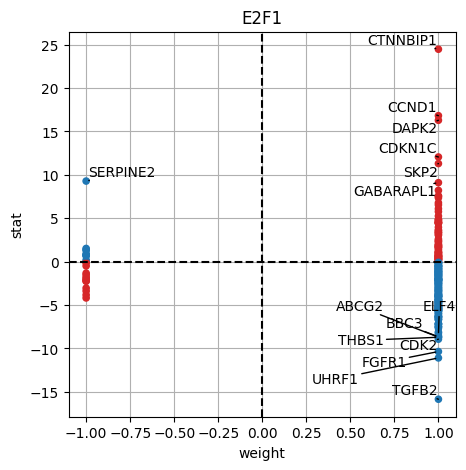 E2F1
CTNNBIP1
25
20
CCND1
15
DAPK2
CDKN1C
SKP2
10
SERPINE2
GABARAPL1
5
stat
0
ABCG2
ELF4
−5
BBC3
THBS1
CDK2
−10
FGFR1
UHRF1
TGFB2
−15
−1.00 −0.75 −0.50 −0.25 0.00 0.25 0.50 0.75 1.00
weight